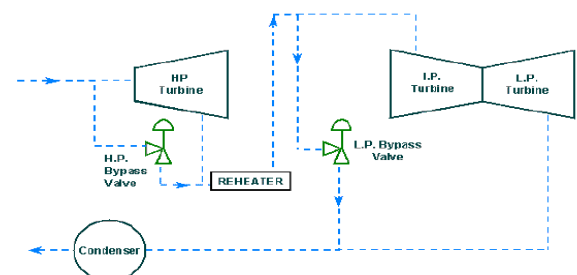 HP
Turbine
I.P.
Turbine
L.P.
Turbine
H.P.
Bypass
Valve
L.P. Bypass
Valve
REHEATER
Condenser